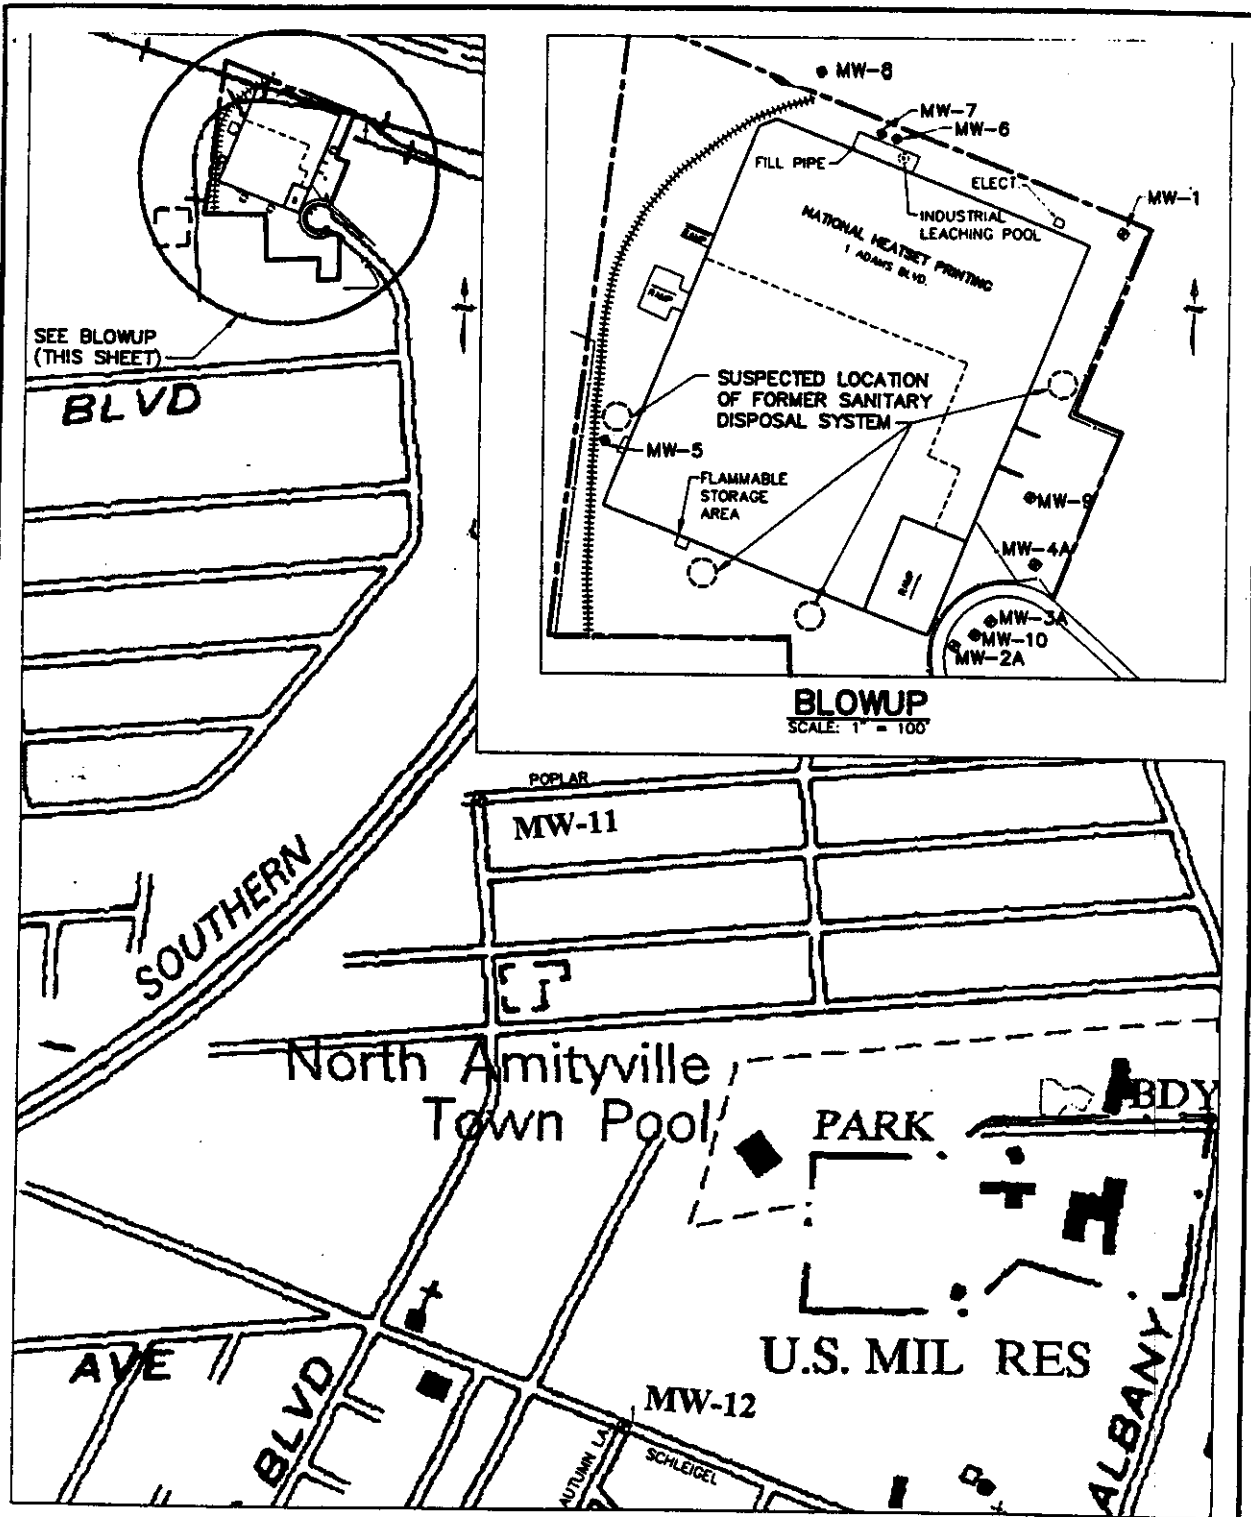 SEE BLOWUP
(THIS SHEET)
BLVD
MW-8
MW-7
MW-6
FILL PIPE
ELECT.
MW-1
INDUSTRIAL
LEACHING POOL
NATIONAL HEATSET PRINTING
1 ADAMS BLVD.
RAMP
RAMP
SUSPECTED LOCATION
OF FORMER SANITARY
DISPOSAL SYSTEM
MW-5
FLAMMABLE
STORAGE
AREA
MW-9
MW-4A
RAMP
MW-3A
MW-10
MW-2A
BLOWUP
SCALE: 1" = 100'
POPLAR
MW-11
SOUTHERN
North Amityville
Town Pool
PARK
BDY
U.S. MIL RES
AVE
BLVD
MW-12
AUTUMN LA.
SCHLEIGEL
ALBANY